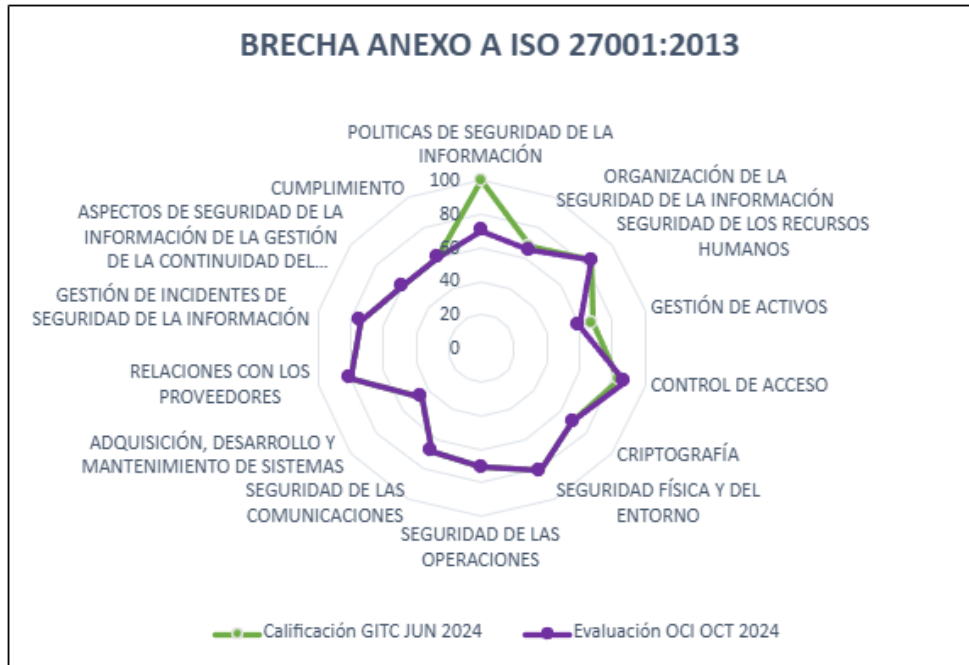 BRECHA ANEXO A ISO 27001:2013
POLITICAS DE SEGURIDAD DE LA
INFORMACIÓN
ORGANIZACIÓN DE LA
SEGURIDAD DE LA INFORMACIÓN
SEGURIDAD DE LOS RECURSOS
HUMANOS
GESTIÓN DE ACTIVOS
CONTROL DE ACCESO
CRIPTOGRAFÍA
SEGURIDAD FÍSICA Y DEL
ENTORNO
SEGURIDAD DE LAS
OPERACIONES
SEGURIDAD DE LAS
COMUNICACIONES
ADQUISICIÓN, DESARROLLO Y
MANTENIMIENTO DE SISTEMAS
RELACIONES CON LOS
PROVEEDORES
GESTIÓN DE INCIDENTES DE
SEGURIDAD DE LA INFORMACIÓN
ASPECTOS DE SEGURIDAD DE LA
INFORMACIÓN DE LA GESTIÓN
DE LA CONTINUIDAD DEL...
CUMPLIMIENTO
100
80
60
40
20
0
Calificación GITC JUN 2024
Evaluación OCI OCT 2024